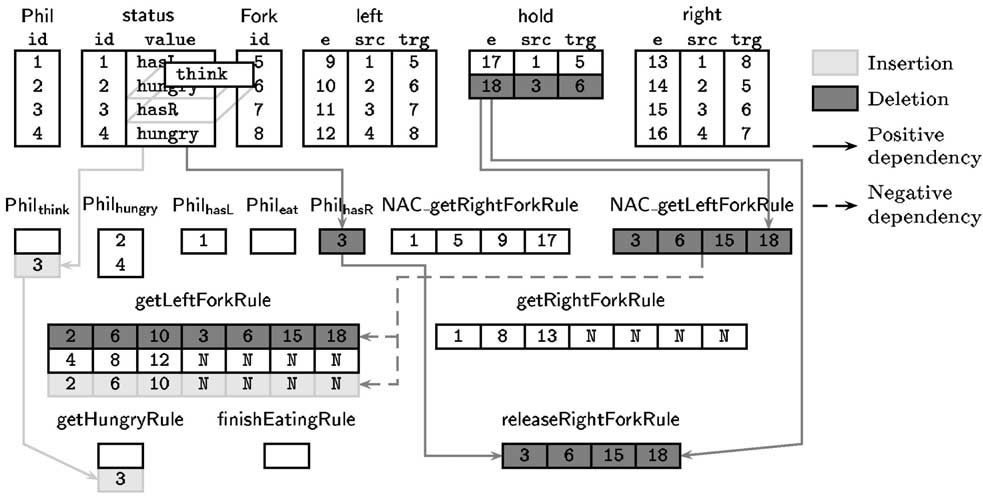 Phil status Fork left hold right
id id value id e src trg e src trg e src trg
1 1 5 9 1 5 17 1 5 13 1 8
think
2 2 hungry 6 10 2 6 18 3 6 14 2 5
3 3 hasR 7 11 3 7 15 3 6
4 4 hungry 8 12 4 8 16 4 7
Insertion
Deletion
Positive
dependency
Negative
dependency
Philthink Philhungry PhilhasL Phileat PhilhasR NAC_getRightForkRule NAC_getLeftForkRule
2 1 3 1 5 9 17 3 6 15 18
3 4
getLeftForkRule getRightForkRule
2 6 10 3 6 15 18 1 8 13 N N N N
4 8 12 N N N N
2 6 10 N N N N
getHungryRule finishEatingRule releaseRightForkRule
3 6 15 18
3